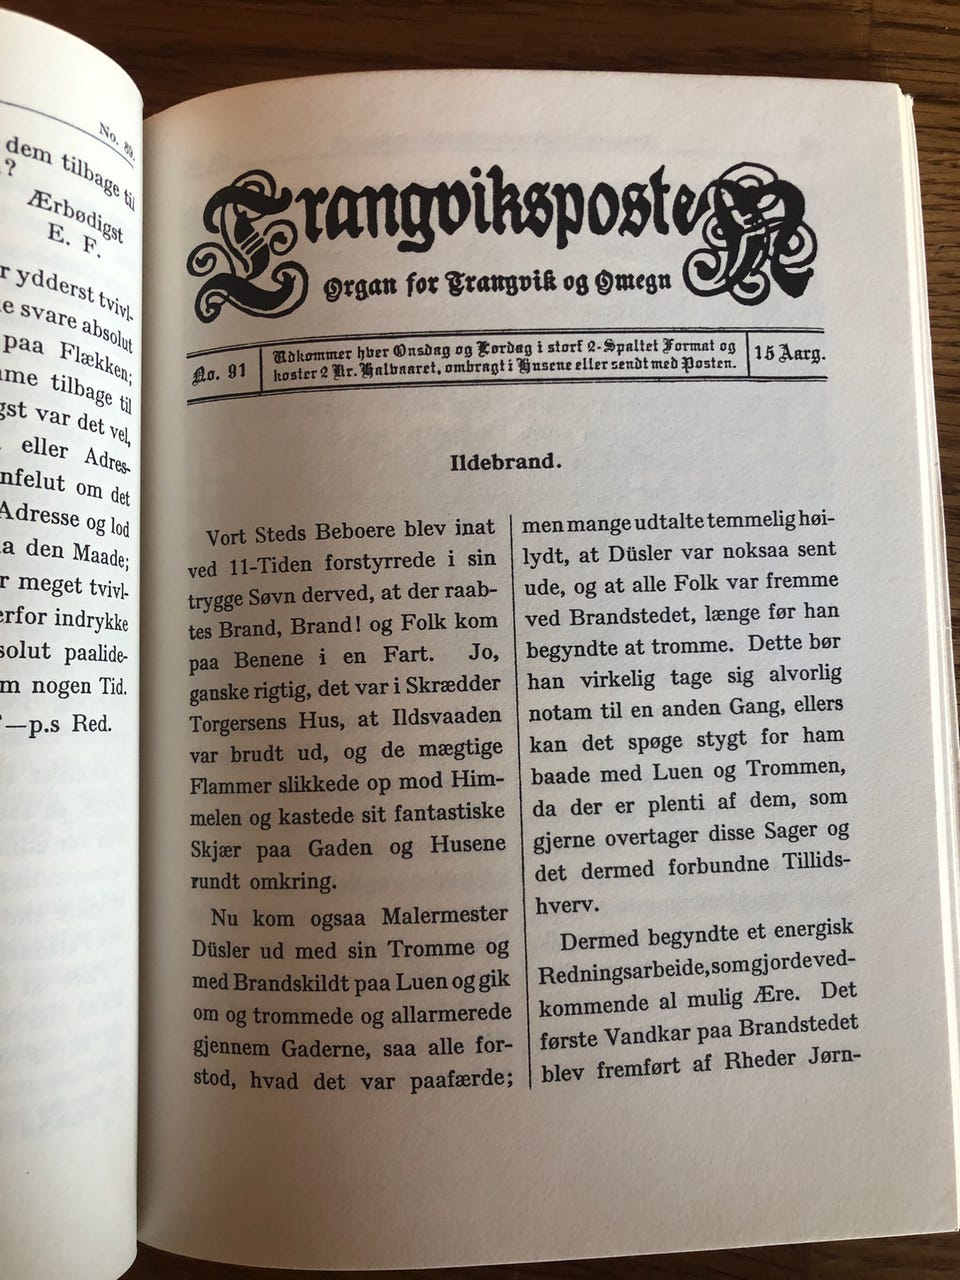 No. 89.
dem tilbage til
?
Ærbødigst
E. F.
r ydderst tvivl-
e svare absolut
paa Flækken;
me tilbage til
gst var det vel,
eller Adres-
nfelut om det
Adresse og lod
a den Maade;
r meget tvivl-
erfor indrykke
solut paalide-
m nogen Tid.
—p.s Red.
TrangviksposteN
Organ for Trangvik og Omegn
No. 91
Udkommer hver Onsdag og Lordag i stort 2-Spaltet Format og
koster 2 Kr. Halvaaret, ombragt i Husene eller sendt med Posten.
15 Aarg.
Ildebrand.
Vort Steds Beboere blev inat
ved 11-Tiden forstyrrede i sin
trygge Søvn derved, at der raab-
tes Brand, Brand! og Folk kom
paa Benene i en Fart. Jo,
ganske rigtig, det var i Skrædder
Torgersens Hus, at Ildsvaaden
var brudt ud, og de mægtige
Flammer slikkede op mod Him-
melen og kastede sit fantastiske
Skjær paa Gaden og Husene
rundt omkring.
Nu kom ogsaa Malermester
Düsler ud med sin Tromme og
med Brandskildt paa Luen og gik
om og trommede og allarmerede
gjennem Gaderne, saa alle for-
stod, hvad det var paafærde;
men mange udtalte temmelig høi-
lydt, at Düsler var noksaa sent
ude, og at alle Folk var fremme
ved Brandstedet, længe før han
begyndte at tromme. Dette bør
han virkelig tage sig alvorlig
notam til en anden Gang, ellers
kan det spøge stygt for ham
baade med Luen og Trommen,
da der er plenti af dem, som
gjerne overtager disse Sager og
det dermed forbundne Tillids-
hverv.
Dermed begyndte et energisk
Redningsarbeide, som gjorde ved-
kommende al mulig Ære. Det
første Vandkar paa Brandstedet
blev fremført af Rheder Jørn-